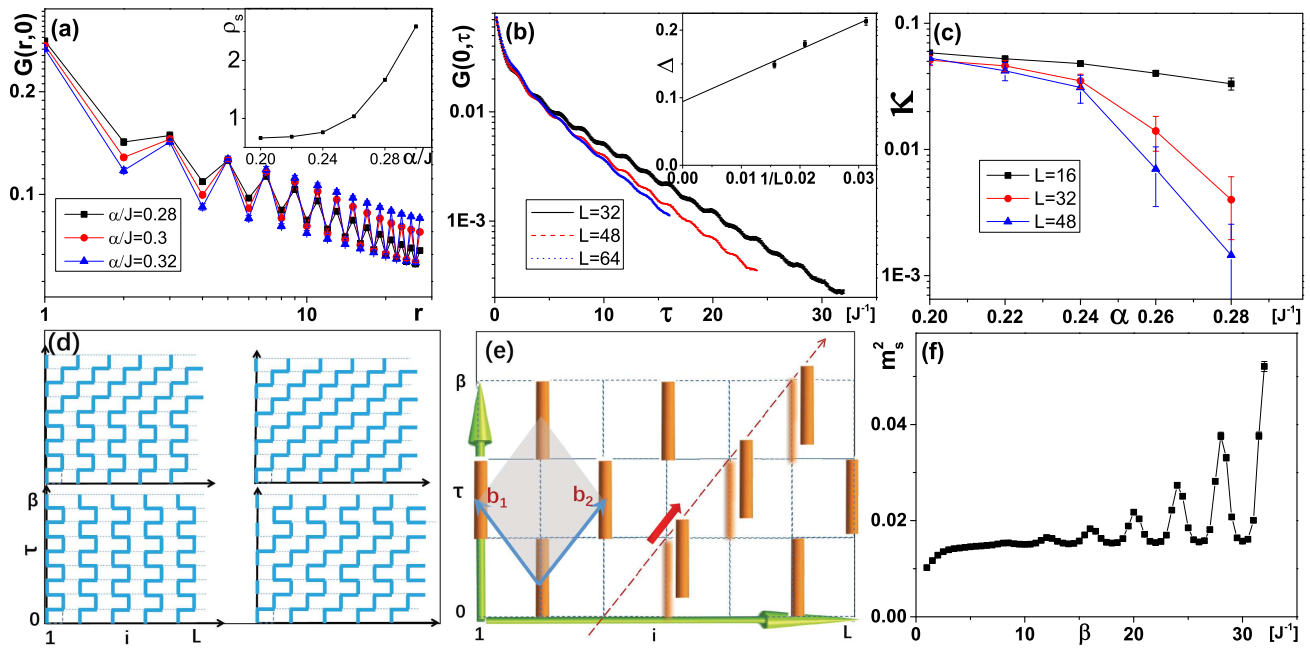 (a)
G(r,0)
0.2
0.1
1
10
r
α/J=0.28
α/J=0.3
α/J=0.32
ρs
2
1
0.20
0.24
0.28
α/J
(b)
G(0,τ)
0.01
1E-3
0
10
20
30
τ
[J⁻¹]
L=32
L=48
L=64
Δ
0.2
0.1
0.0
0.00
0.01
1/L
0.02
0.03
(c)
κ
0.1
0.01
1E-3
L=16
L=32
L=48
0.20
0.22
0.24
α
0.26
0.28
[J⁻¹]
(d)
β
τ
0
1
i
L
(e)
β
τ
0
b₁
b₂
1
i
L
(f)
m²s
0.04
0.02
0.00
0
10
β
20
30
[J⁻¹]